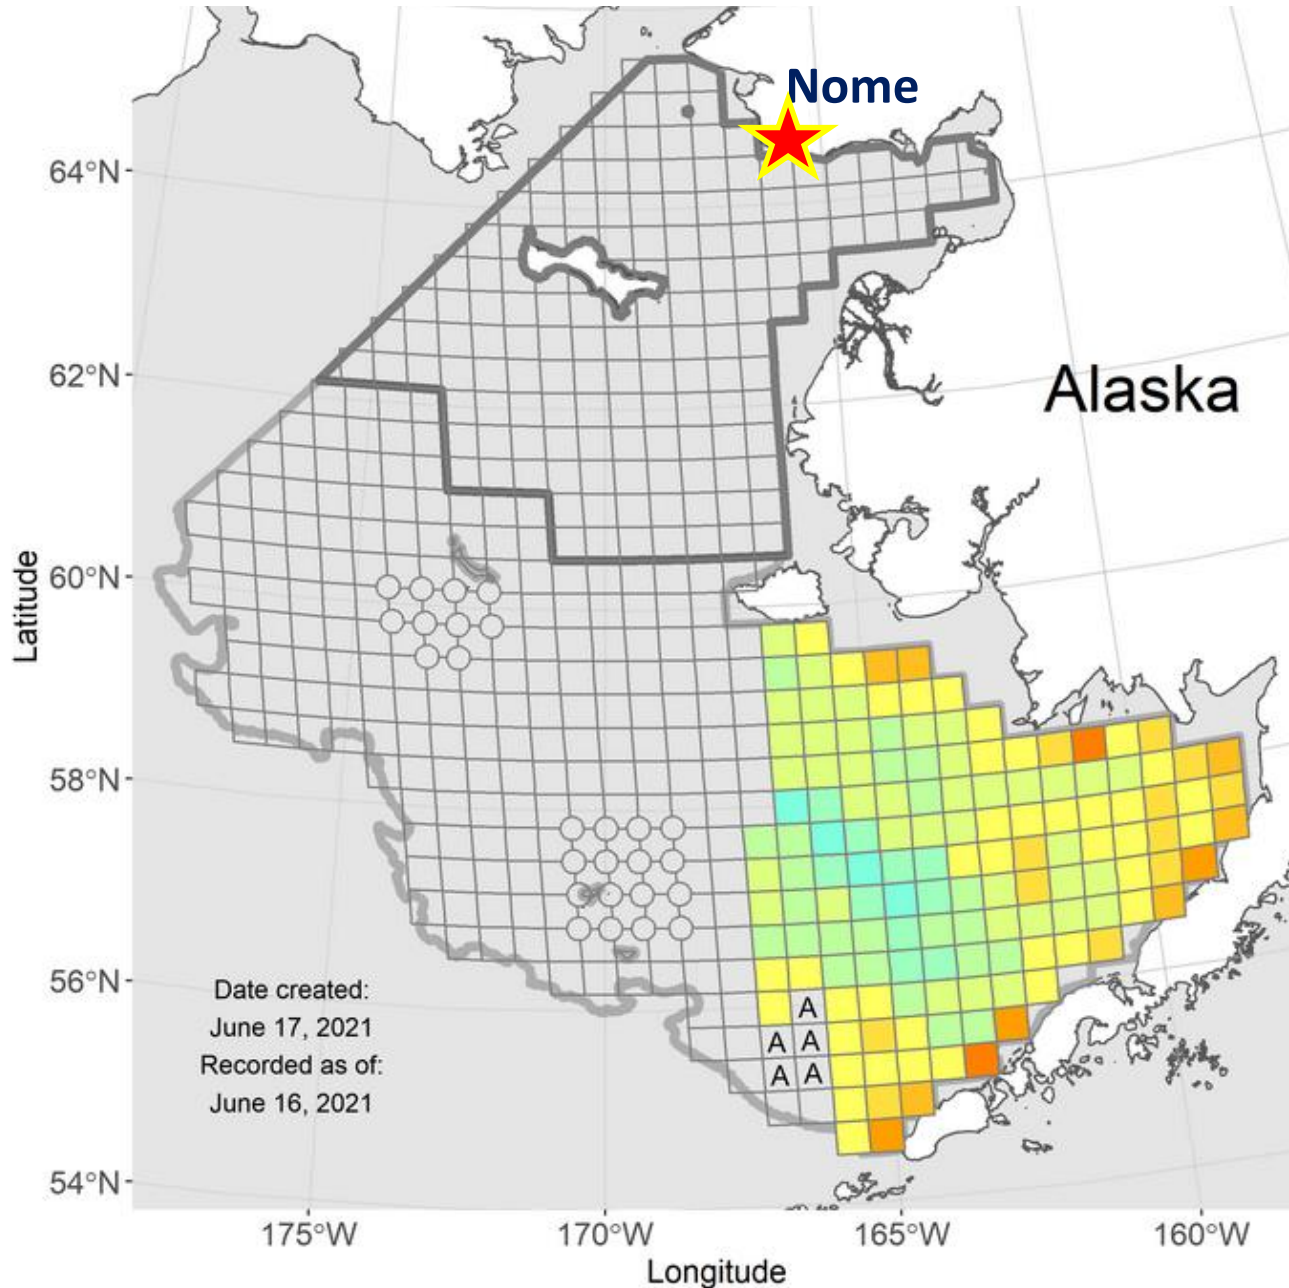 Nome
64°N
62°N
Alaska
60°N
Latitude
58°N
56°N
Date created:
June 17, 2021
Recorded as of:
June 16, 2021
A
A A
A A
54°N
175°W 170°W 165°W 160°W
Longitude